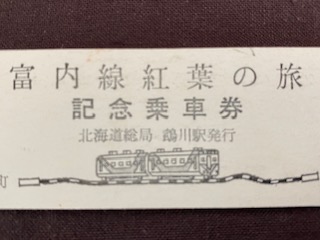 富内線紅葉の旅
記念乗車券
北海道総局 鵡川駅発行
町